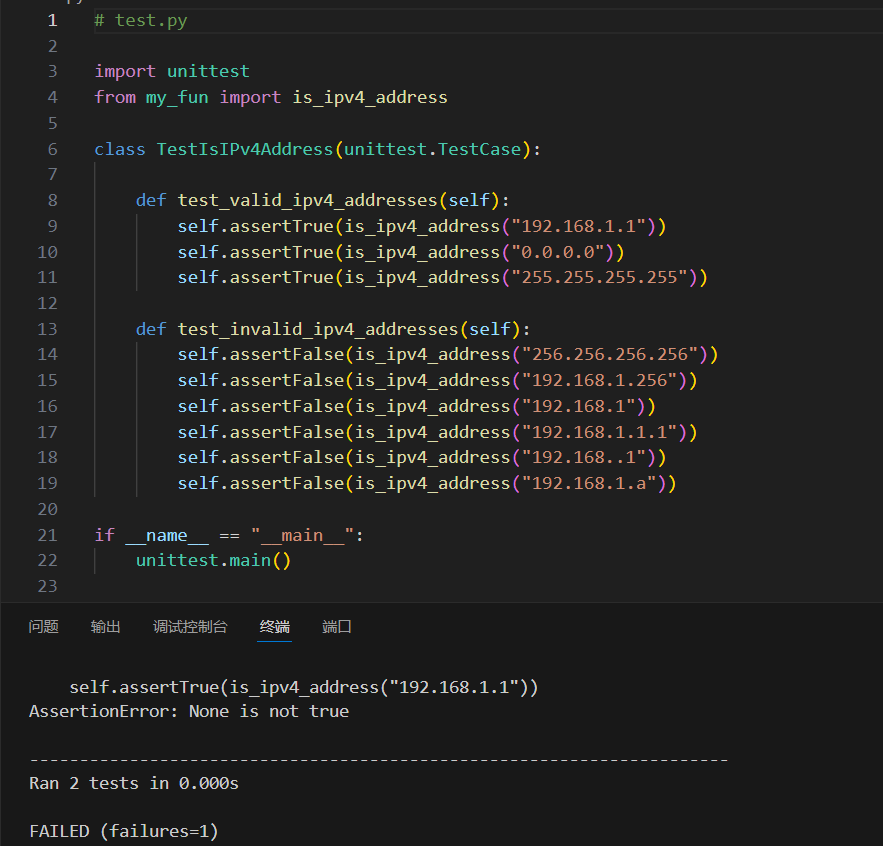 1 # test.py
2
3 import unittest
4 from my_fun import is_ipv4_address
5
6 class TestIsIPv4Address(unittest.TestCase):
7
8     def test_valid_ipv4_addresses(self):
9         self.assertTrue(is_ipv4_address("192.168.1.1"))
10         self.assertTrue(is_ipv4_address("0.0.0.0"))
11         self.assertTrue(is_ipv4_address("255.255.255.255"))
12
13     def test_invalid_ipv4_addresses(self):
14         self.assertFalse(is_ipv4_address("256.256.256.256"))
15         self.assertFalse(is_ipv4_address("192.168.1.256"))
16         self.assertFalse(is_ipv4_address("192.168.1"))
17         self.assertFalse(is_ipv4_address("192.168.1.1.1"))
18         self.assertFalse(is_ipv4_address("192.168..1"))
19         self.assertFalse(is_ipv4_address("192.168.1.a"))
20
21 if __name__ == "__main__":
22     unittest.main()
23
问题 输出 调试控制台 终端 端口
    self.assertTrue(is_ipv4_address("192.168.1.1"))
AssertionError: None is not true
----------------------------------------------------------------------
Ran 2 tests in 0.000s
FAILED (failures=1)